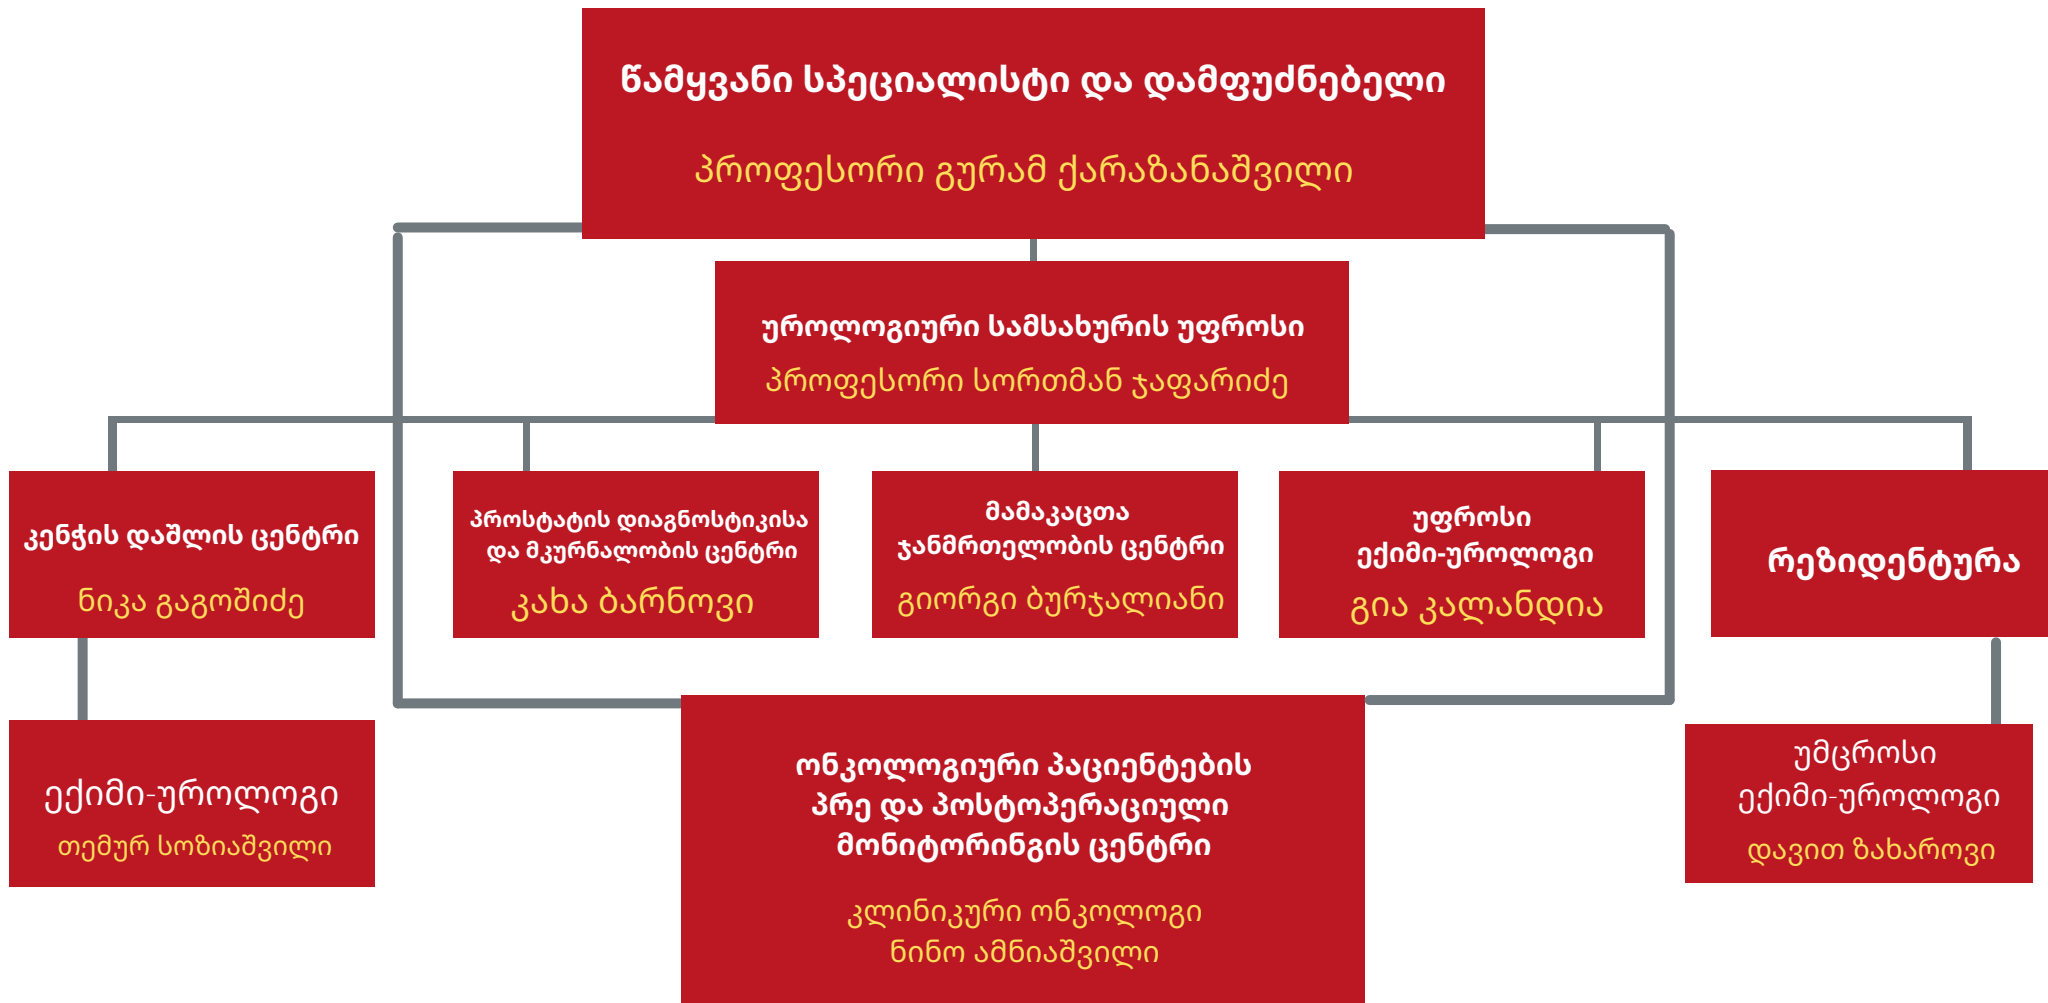 წამყვანი სპეციალისტი და დამფუძნებელი
პროფესორი გურამ ქარაზანაშვილი
უროლოგიური სამსახურის უფროსი
პროფესორი სორთმან ჯაფარიძე
კენჭის დაშლის ცენტრი
ნიკა გაგოშიძე
პროსტატის დიაგნოსტიკისა
და მკურნალობის ცენტრი
კახა ბარნოვი
მამაკაცთა
ჯანმრთელობის ცენტრი
გიორგი ბურჯალიანი
უფროსი
ექიმი-უროლოგი
გია კალანდია
რეზიდენტურა
ექიმი-უროლოგი
თემურ სოზიაშვილი
ონკოლოგიური პაციენტების
პრე და პოსტოპერაციული
მონიტორინგის ცენტრი
კლინიკური ონკოლოგი
ნინო ამნიაშვილი
უმცროსი
ექიმი-უროლოგი
დავით ზახაროვი